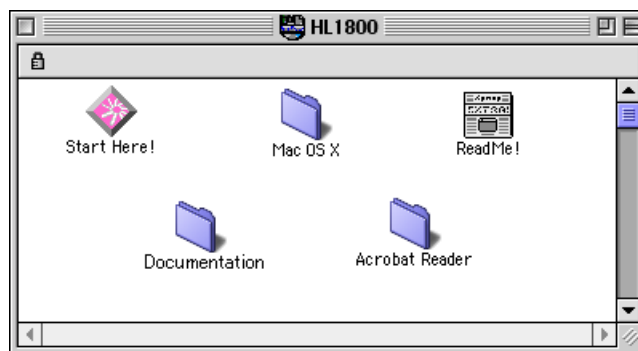 HL1800
Start Here!
Mac OS X
ReadMe!
Documentation
Acrobat Reader